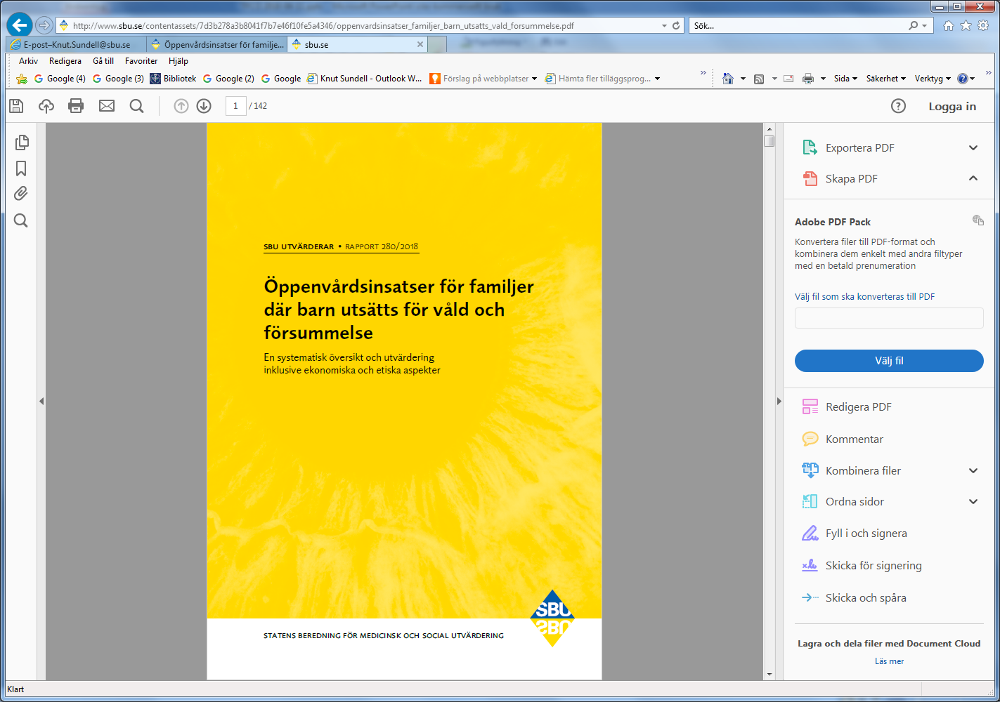 http://www.sbu.se/contentassets/7d3b278a3b8041f7b7e46f10fe5a4346/oppenvardsinsatser_familjer_barn_utsatts_vald_forsummelse.pdf
Sök...
E-post–Knut.Sundell@sbu.se
Öppenvårdsinsatser för familje...
sbu.se
Arkiv Redigera Gå till Favoriter Hjälp
Google (4) Google (3) Bibliotek Google (2) Google Knut Sundell - Outlook W... Förslag på webbplatser Hämta fler tilläggsprog... Sida Säkerhet Verktyg
1 / 142
Logga in
SBU UTVÄRDERAR • RAPPORT 280/2018
Öppenvårdsinsatser för familjer
där barn utsätts för våld och
försummelse
En systematisk översikt och utvärdering
inklusive ekonomiska och etiska aspekter
SBU
STATENS BEREDNING FÖR MEDICINSK OCH SOCIAL UTVÄRDERING
Exportera PDF
Skapa PDF
Adobe PDF Pack
Konvertera filer till PDF-format och
kombinera dem enkelt med andra filtyper
med en betald prenumeration
Välj fil som ska konverteras till PDF
Välj fil
Redigera PDF
Kommentar
Kombinera filer
Ordna sidor
Fyll i och signera
Skicka för signering
Skicka och spåra
Lagra och dela filer med Document Cloud
Läs mer
Klart